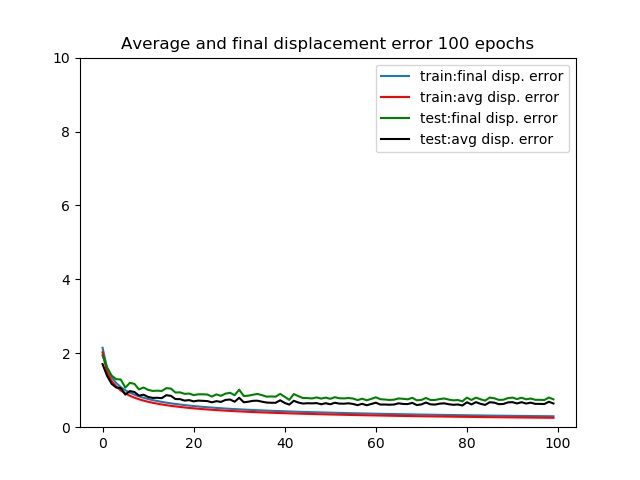 Average and final displacement error 100 epochs
train:final disp. error
train:avg disp. error
test:final disp. error
test:avg disp. error
10
8
6
4
2
0
0 20 40 60 80 100